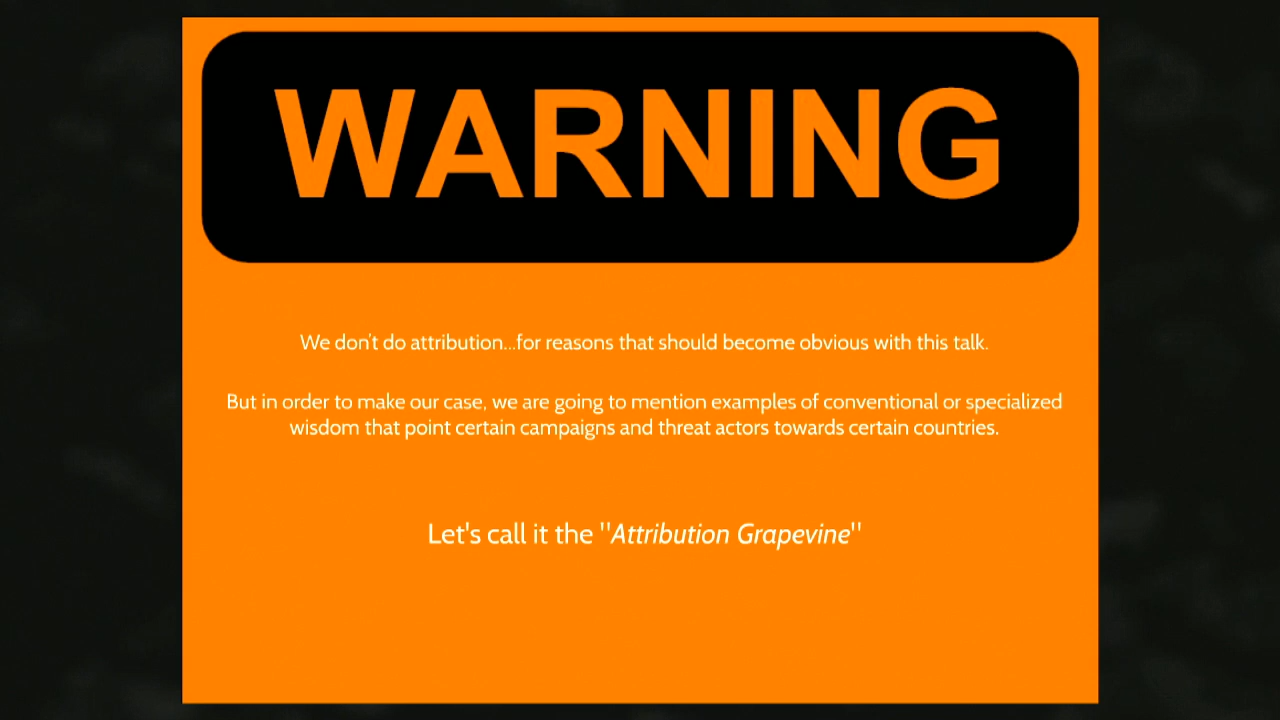 WARNING
We don't do attribution...for reasons that should become obvious with this talk.
But in order to make our case, we are going to mention examples of conventional or specialized
wisdom that point certain campaigns and threat actors towards certain countries.
Let's call it the "Attribution Grapevine"